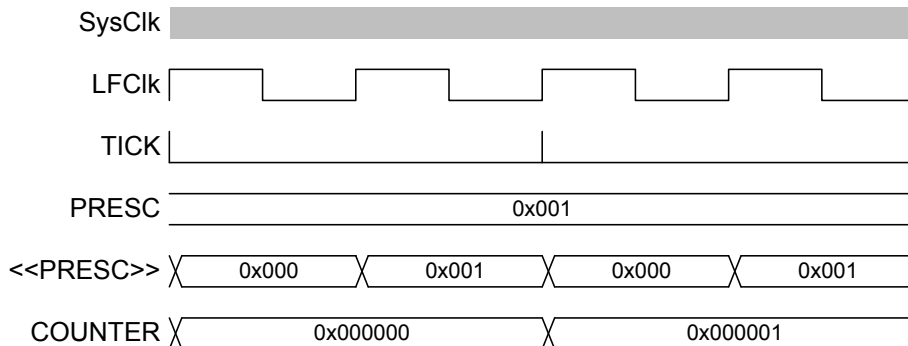 SysClk
LFClk
TICK
PRESC 0x001
<<PRESC>> 0x000 0x001 0x000 0x001
COUNTER 0x000000 0x000001